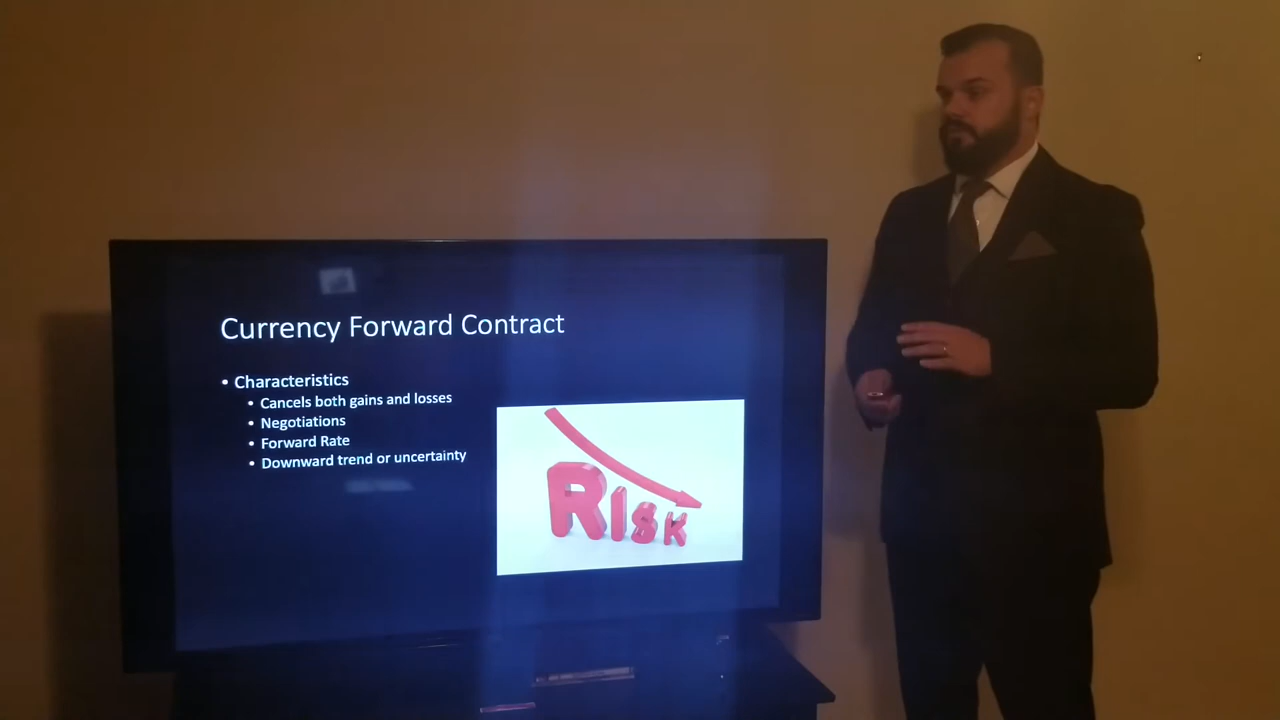 Currency Forward Contract
• Characteristics
• Cancels both gains and losses
• Negotiations
• Forward Rate
• Downward trend or uncertainty
RISK